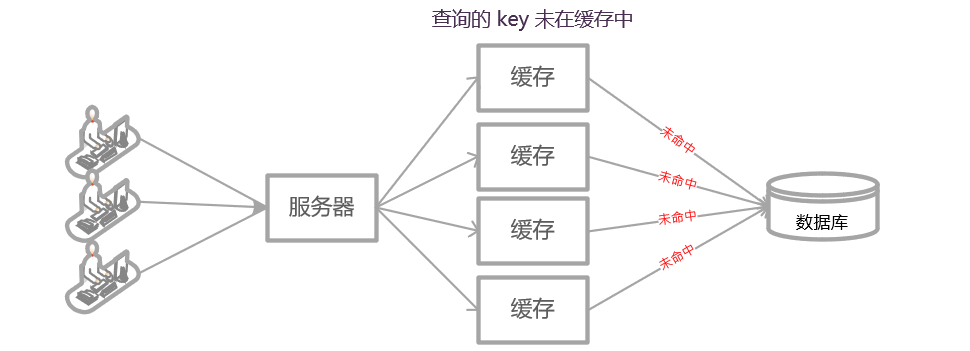 查询的 key 未在缓存中
缓存
未命中
缓存
未命中
服务器
数据库
缓存
未命中
缓存
未命中